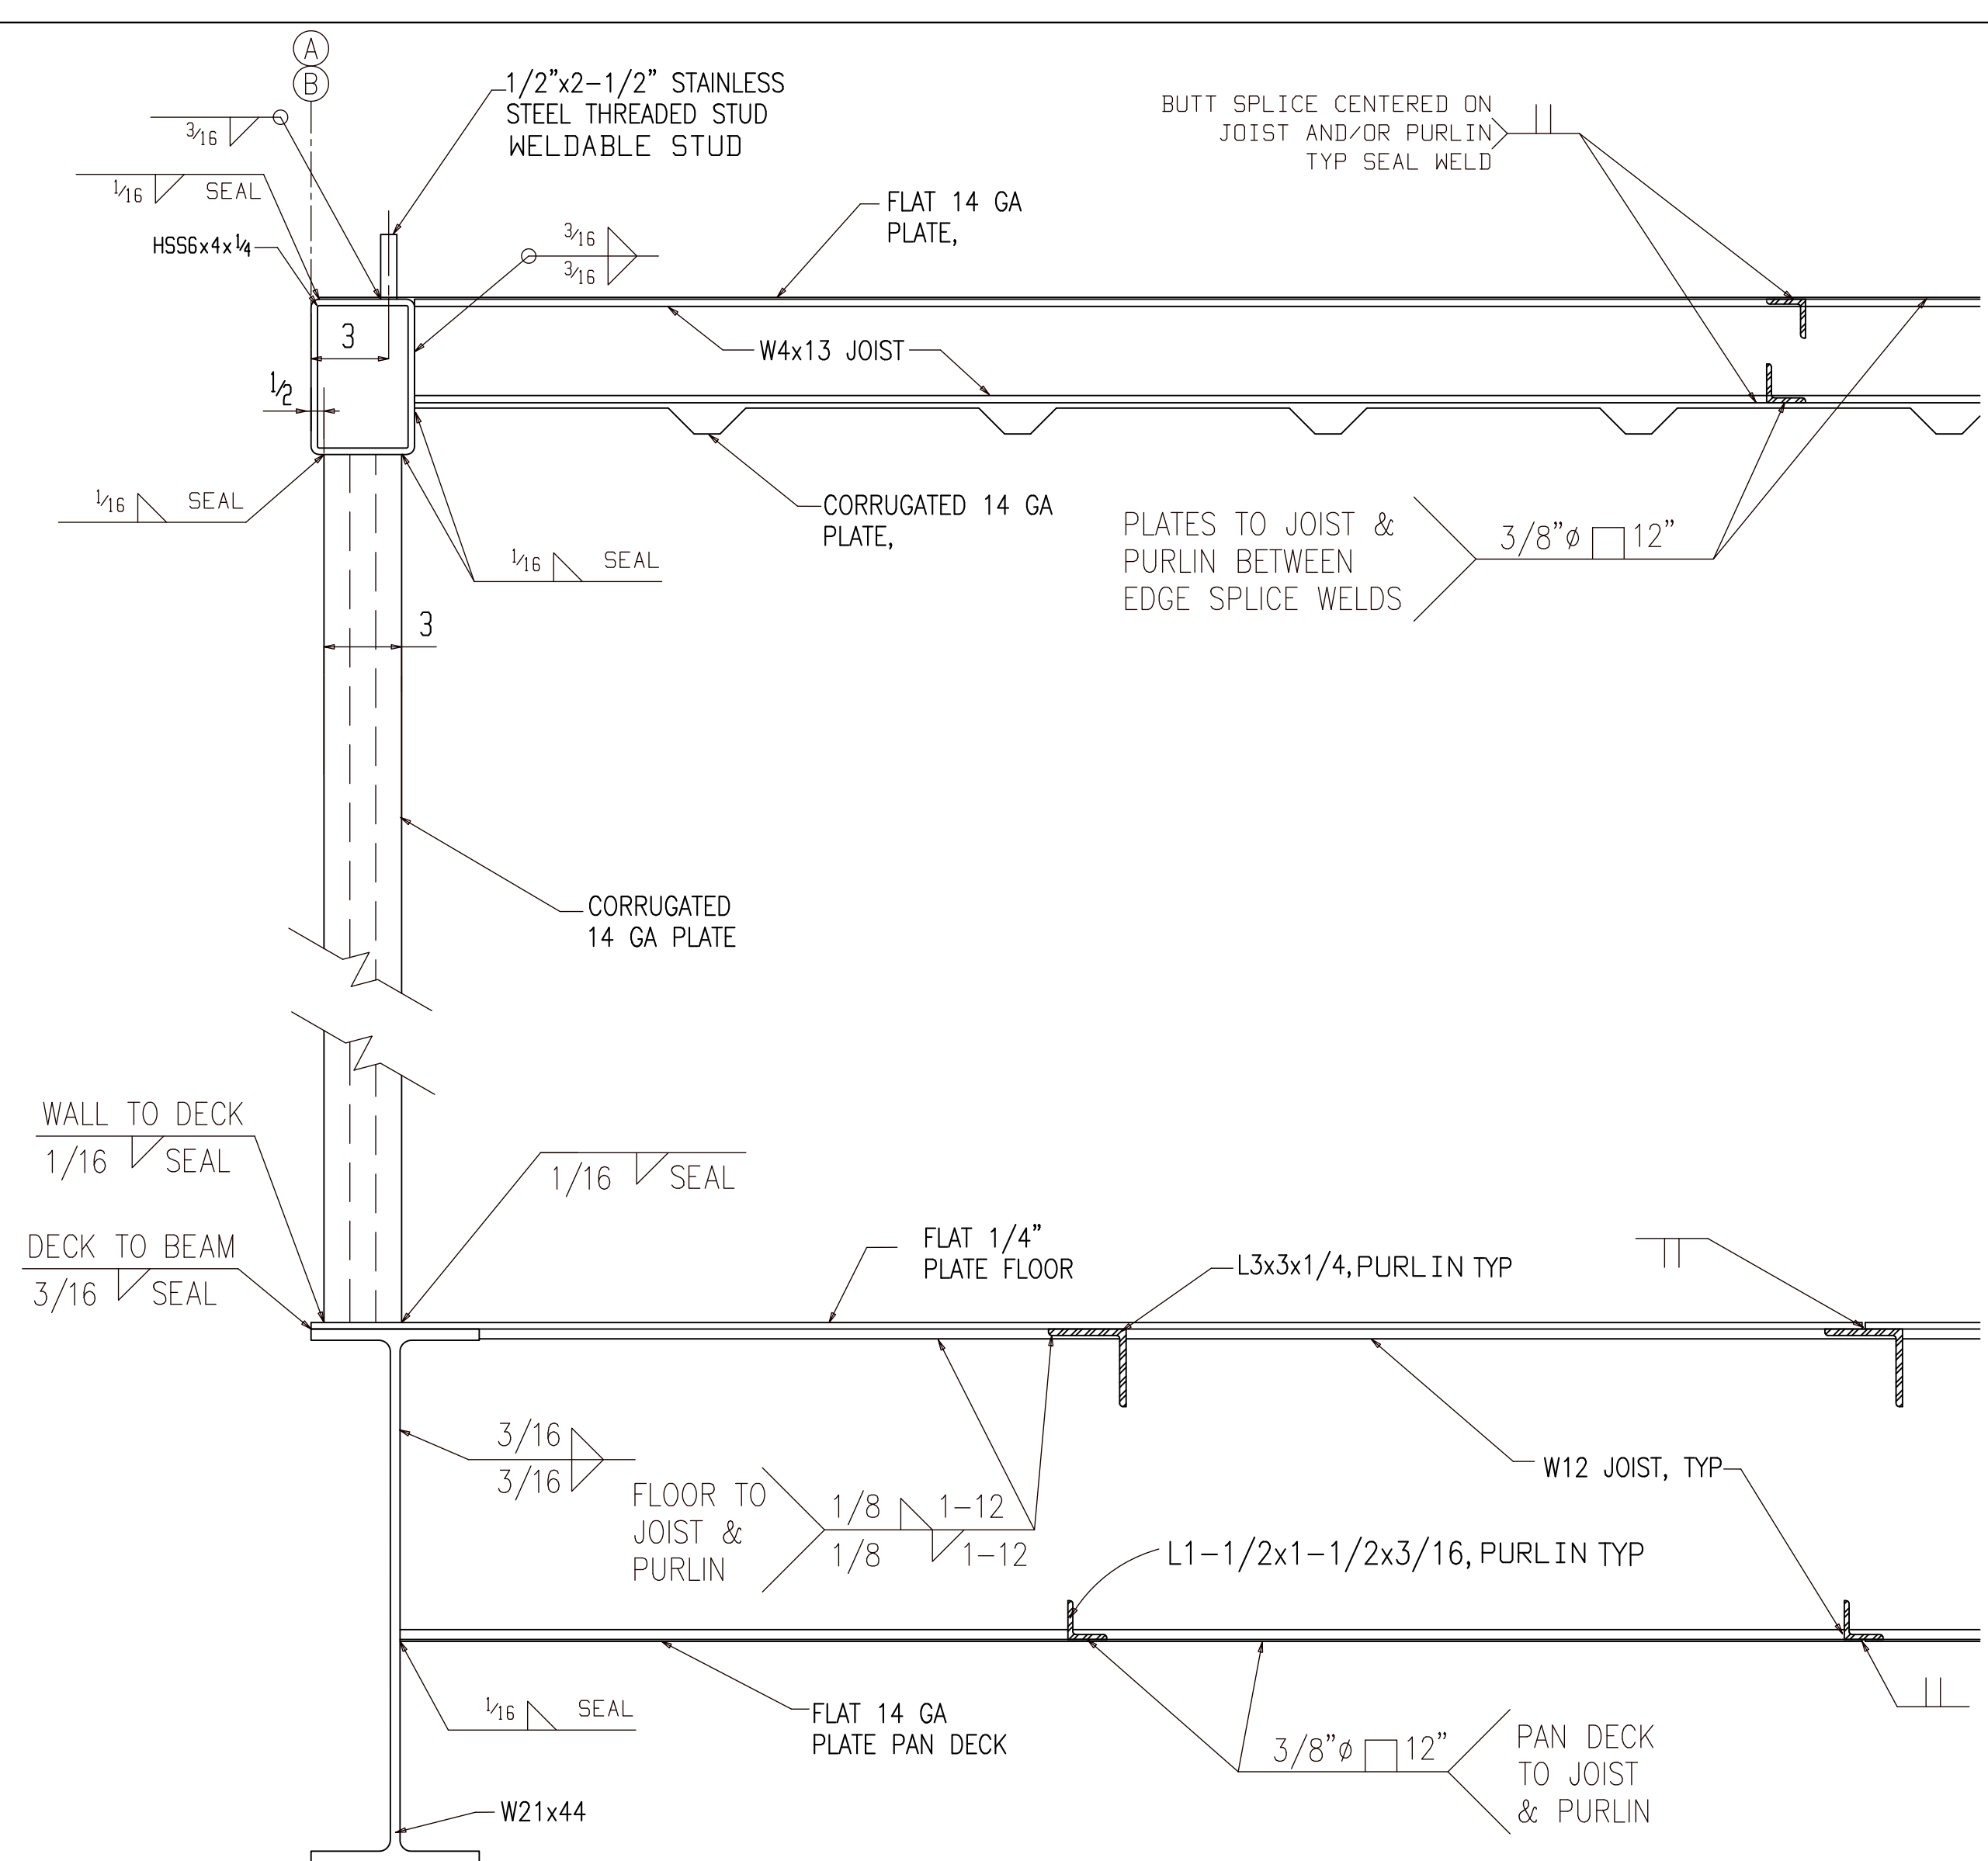 A
B
1/2"x2-1/2" STAINLESS
STEEL THREADED STUD
WELDABLE STUD
BUTT SPLICE CENTERED ON
JOIST AND/OR PURLIN
TYP SEAL WELD
3/16
1/16 SEAL
HSS6x4x1/4
3/16
3/16
FLAT 14 GA
PLATE,
3
W4x13 JOIST
1/2
1/16 SEAL
CORRUGATED 14 GA
PLATE,
1/16 SEAL
PLATES TO JOIST &
PURLIN BETWEEN
EDGE SPLICE WELDS
3/8"ø 12"
3
CORRUGATED
14 GA PLATE
WALL TO DECK
1/16 SEAL
1/16 SEAL
DECK TO BEAM
3/16 SEAL
FLAT 1/4"
PLATE FLOOR
L3x3x1/4, PURLIN TYP
3/16
3/16
FLOOR TO
JOIST &
PURLIN
1/8 1-12
1/8 1-12
W12 JOIST, TYP
L1-1/2x1-1/2x3/16, PURLIN TYP
1/16 SEAL
FLAT 14 GA
PLATE PAN DECK
3/8"ø 12"
PAN DECK
TO JOIST
& PURLIN
W21x44